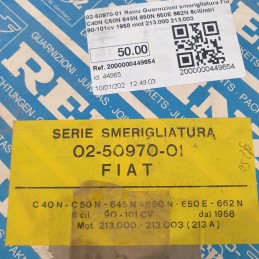 02-50970-01 Reinz Guarnizioni smerigliatura Fia
C40N C50N 645N 650N 650E 662N 6cilindri
90-101cv 1958 mot 213.000 213.003
50.00
Ref. 2000000449654
id: 44965
10/01/202 12:49:03
2000000449654
GUARNIZIONI
SERIE SMERIGLIATURA
02-50970-01
FIAT
C 40 N - C 50 N - 645 N - 650 N - 650 E - 662 N
6 cil. 90 - 101 CV dal 1958
Mot. 213.000 - 213.003 (213 A)